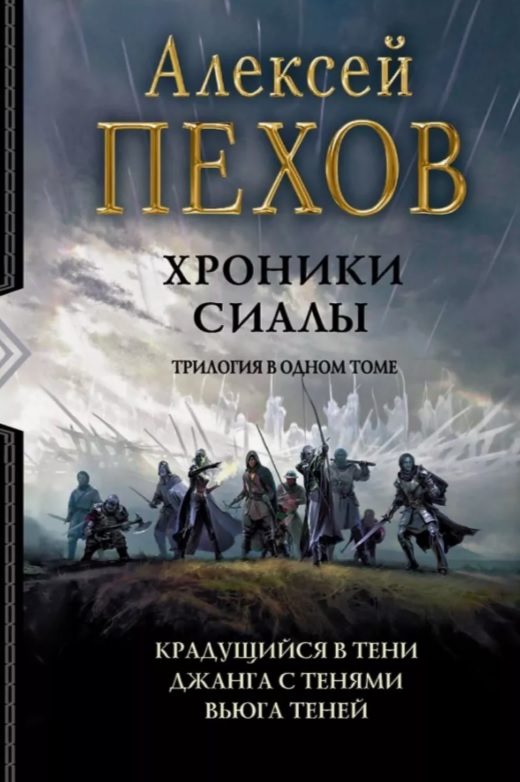 Алексей
ПЕХОВ
ХРОНИКИ
СИАЛЫ
ТРИЛОГИЯ В ОДНОМ ТОМЕ
КРАДУЩИЙСЯ В ТЕНИ
ДЖАНГА С ТЕНЯМИ
ВЬЮГА ТЕНЕЙ